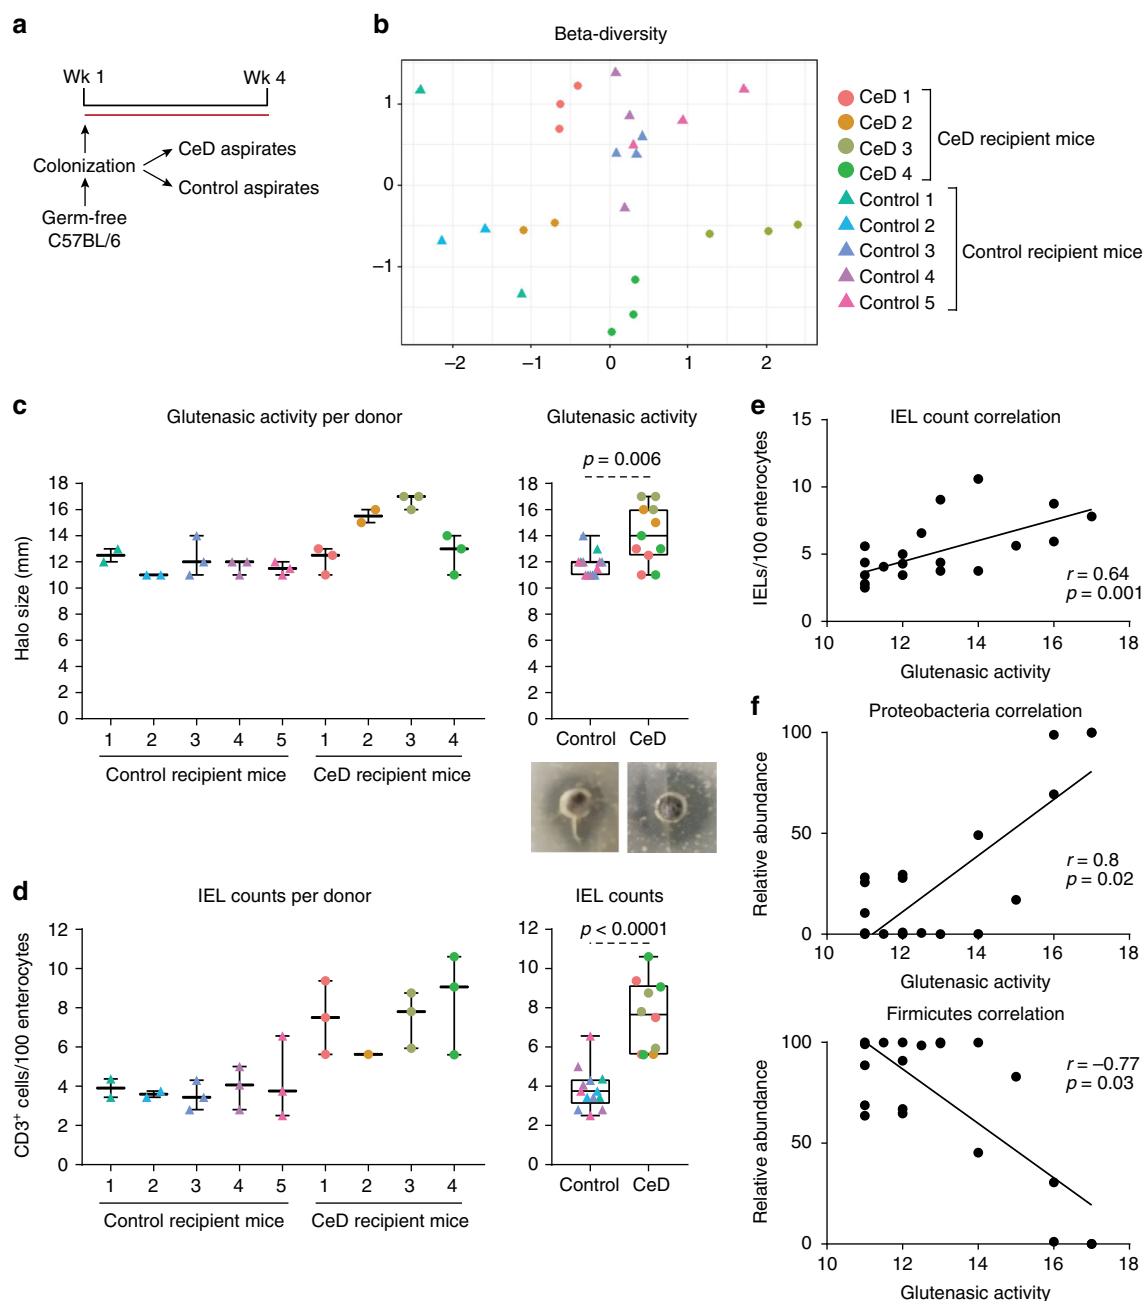 a
Wk 1
Wk 4
Colonization
CeD aspirates
Control aspirates
Germ-free
C57BL/6
b
Beta-diversity
1
0
−1
−2
−1
0
1
2
CeD 1
CeD 2
CeD 3
CeD 4
CeD recipient mice
Control 1
Control 2
Control 3
Control 4
Control 5
Control recipient mice
c
Glutenasic activity per donor
Halo size (mm)
18
16
14
12
10
8
6
4
2
0
1 2 3 4 5 1 2 3 4
Control recipient mice
CeD recipient mice
Glutenasic activity
p = 0.006
18
16
14
12
10
8
6
4
2
0
Control CeD
d
IEL counts per donor
CD3+ cells/100 enterocytes
12
10
8
6
4
2
0
1 2 3 4 5 1 2 3 4
Control recipient mice
CeD recipient mice
IEL counts
p < 0.0001
12
10
8
6
4
2
0
Control CeD
e
IEL count correlation
IELs/100 enterocytes
15
10
5
0
r = 0.64
p = 0.001
10 12 14 16 18
Glutenasic activity
f
Proteobacteria correlation
Relative abundance
100
50
0
r = 0.8
p = 0.02
10 12 14 16 18
Glutenasic activity
Firmicutes correlation
Relative abundance
100
50
0
r = −0.77
p = 0.03
10 12 14 16 18
Glutenasic activity